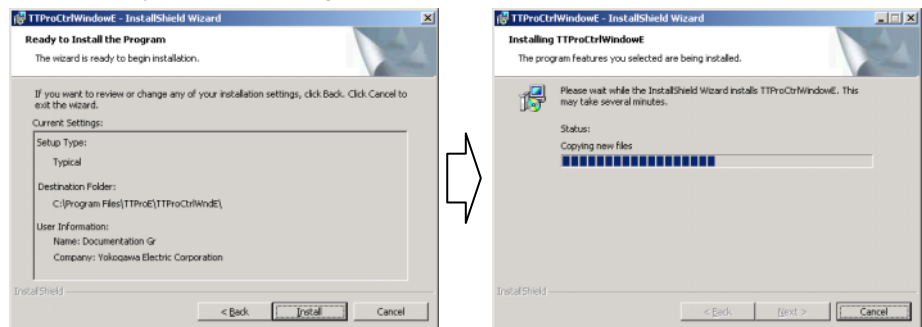 TTProCtrlWindowE - InstallShield Wizard
Ready to Install the Program
The wizard is ready to begin installation.
If you want to review or change any of your installation settings, click Back. Click Cancel to
exit the wizard.
Current Settings:
Setup Type:
Typical
Destination Folder:
C:\Program Files\TTProE\TTProCtrlWndE\
User Information:
Name: Documentation Gr
Company: Yokogawa Electric Corporation
InstallShield
< Back
Install
Cancel
TTProCtrlWindowE - InstallShield Wizard
Installing TTProCtrlWindowE
The program features you selected are being installed.
Please wait while the InstallShield Wizard installs TTProCtrlWindowE. This
may take several minutes.
Status:
Copying new files
InstallShield
< Back
Next >
Cancel